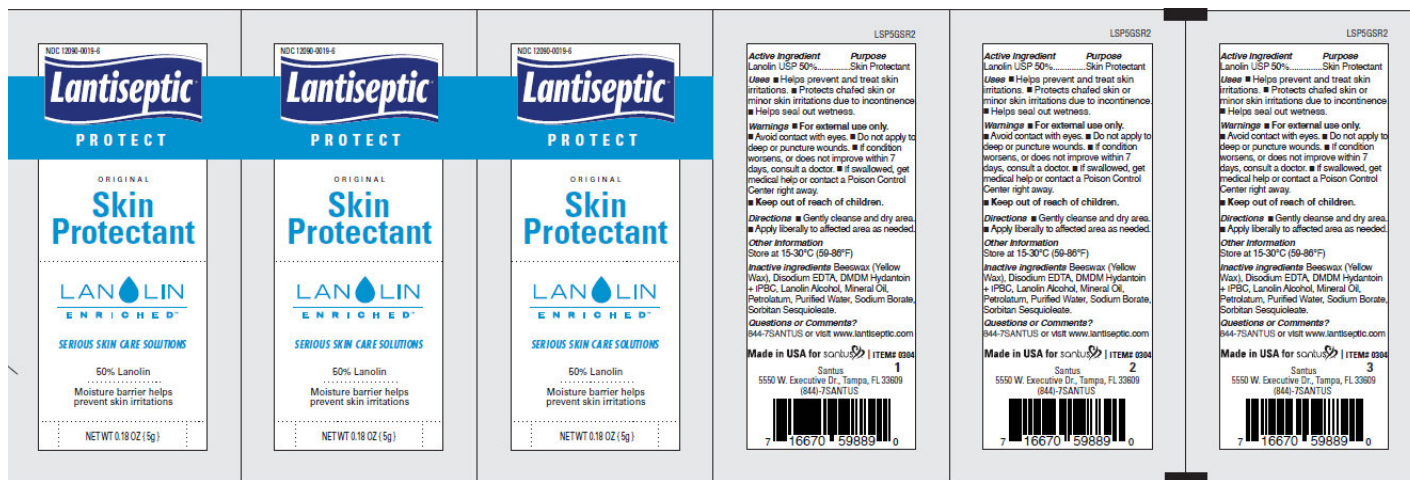 NDC 12090-0019-6
Lantiseptic
PROTECT
ORIGINAL
Skin
Protectant
LANOLIN
ENRICHED™
SERIOUS SKIN CARE SOLUTIONS
50% Lanolin
Moisture barrier helps
prevent skin irritations
NET WT 0.18 OZ (5g)
NDC 12090-0019-6
Lantiseptic
PROTECT
ORIGINAL
Skin
Protectant
LANOLIN
ENRICHED™
SERIOUS SKIN CARE SOLUTIONS
50% Lanolin
Moisture barrier helps
prevent skin irritations
NET WT 0.18 OZ (5g)
NDC 12090-0019-6
Lantiseptic
PROTECT
ORIGINAL
Skin
Protectant
LANOLIN
ENRICHED™
SERIOUS SKIN CARE SOLUTIONS
50% Lanolin
Moisture barrier helps
prevent skin irritations
NET WT 0.18 OZ (5g)
LSP5GSR2
Active Ingredient Purpose
Lanolin USP 50%..............Skin Protectant
Uses ■ Helps prevent and treat skin
irritations. ■ Protects chafed skin or
minor skin irritations due to incontinence.
■ Helps seal out wetness.
Warnings ■ For external use only.
■ Avoid contact with eyes. ■ Do not apply to
deep or puncture wounds. ■ If condition
worsens, or does not improve within 7
days, consult a doctor. ■ If swallowed, get
medical help or contact a Poison Control
Center right away.
■ Keep out of reach of children.
Directions ■ Gently cleanse and dry area.
■ Apply liberally to affected area as needed.
Other Information
Store at 15-30°C (59-86°F)
Inactive ingredients Beeswax (Yellow
Wax), Disodium EDTA, DMDM Hydantoin
+ IPBC, Lanolin Alcohol, Mineral Oil,
Petrolatum, Purified Water, Sodium Borate,
Sorbitan Sesquioleate.
Questions or Comments?
844-7SANTUS or visit www.lantiseptic.com
Made in USA for santus | ITEM# 0304
Santus 1
5550 W. Executive Dr., Tampa, FL 33609
(844)-7SANTUS
7 16670 59889 0
LSP5GSR2
Active Ingredient Purpose
Lanolin USP 50%..............Skin Protectant
Uses ■ Helps prevent and treat skin
irritations. ■ Protects chafed skin or
minor skin irritations due to incontinence.
■ Helps seal out wetness.
Warnings ■ For external use only.
■ Avoid contact with eyes. ■ Do not apply to
deep or puncture wounds. ■ If condition
worsens, or does not improve within 7
days, consult a doctor. ■ If swallowed, get
medical help or contact a Poison Control
Center right away.
■ Keep out of reach of children.
Directions ■ Gently cleanse and dry area.
■ Apply liberally to affected area as needed.
Other Information
Store at 15-30°C (59-86°F)
Inactive ingredients Beeswax (Yellow
Wax), Disodium EDTA, DMDM Hydantoin
+ IPBC, Lanolin Alcohol, Mineral Oil,
Petrolatum, Purified Water, Sodium Borate,
Sorbitan Sesquioleate.
Questions or Comments?
844-7SANTUS or visit www.lantiseptic.com
Made in USA for santus | ITEM# 0304
Santus 2
5550 W. Executive Dr., Tampa, FL 33609
(844)-7SANTUS
7 16670 59889 0
LSP5GSR2
Active Ingredient Purpose
Lanolin USP 50%..............Skin Protectant
Uses ■ Helps prevent and treat skin
irritations. ■ Protects chafed skin or
minor skin irritations due to incontinence.
■ Helps seal out wetness.
Warnings ■ For external use only.
■ Avoid contact with eyes. ■ Do not apply to
deep or puncture wounds. ■ If condition
worsens, or does not improve within 7
days, consult a doctor. ■ If swallowed, get
medical help or contact a Poison Control
Center right away.
■ Keep out of reach of children.
Directions ■ Gently cleanse and dry area.
■ Apply liberally to affected area as needed.
Other Information
Store at 15-30°C (59-86°F)
Inactive ingredients Beeswax (Yellow
Wax), Disodium EDTA, DMDM Hydantoin
+ IPBC, Lanolin Alcohol, Mineral Oil,
Petrolatum, Purified Water, Sodium Borate,
Sorbitan Sesquioleate.
Questions or Comments?
844-7SANTUS or visit www.lantiseptic.com
Made in USA for santus | ITEM# 0304
Santus 3
5550 W. Executive Dr., Tampa, FL 33609
(844)-7SANTUS
7 16670 59889 0